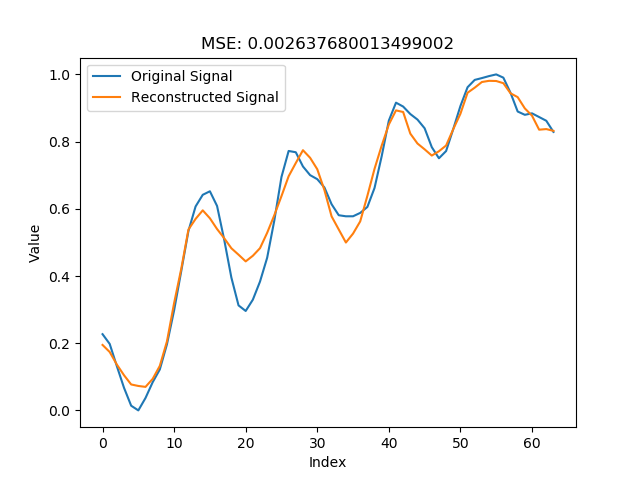 MSE: 0.002637680013499002
Original Signal
Reconstructed Signal
1.0
0.8
0.6
0.4
0.2
0.0
Value
0 10 20 30 40 50 60
Index